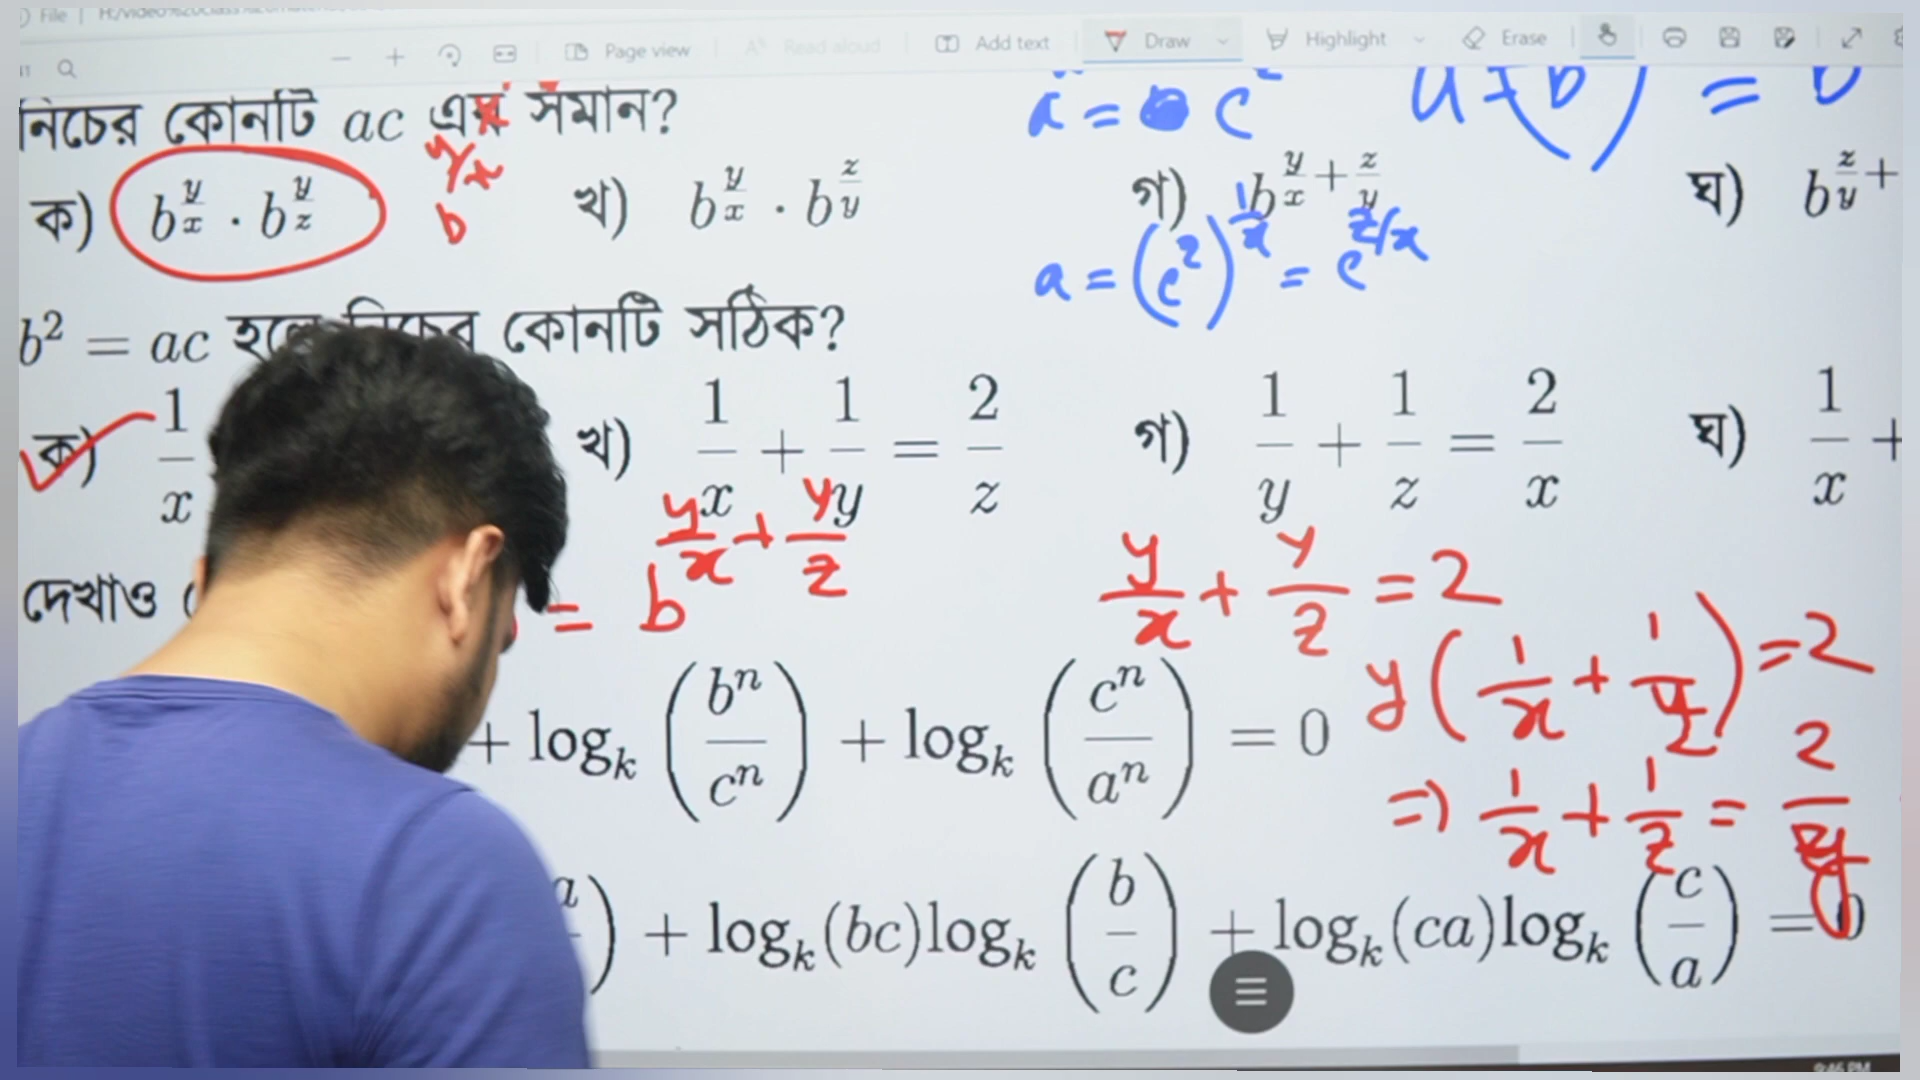 File
Page view Read aloud Add text Draw Highlight Erase
নিচের কোনটি ac এর সমান?
a = c
ক) b^{y/x} · b^{y/z}
y/x
b
খ) b^{y/x} · b^{z/y}
গ) b^{y/x + z/y}
ঘ) b^{z/y +
a = (c^z)^{1/x} = c^{z/x}
b² = ac হলে নিচের কোনটি সঠিক?
ক) 1/x
খ) 1/x + 1/y = 2/z
গ) 1/y + 1/z = 2/x
ঘ) 1/x +
= b^{y/x + y/z}
y/x + y/z = 2
y(1/x + 1/z) = 2
⇒ 1/x + 1/z = 2/y
দেখাও
+ log_k (b^n/c^n) + log_k (c^n/a^n) = 0
a ) + log_k(bc)log_k (b/c) + log_k(ca)log_k (c/a) = 0